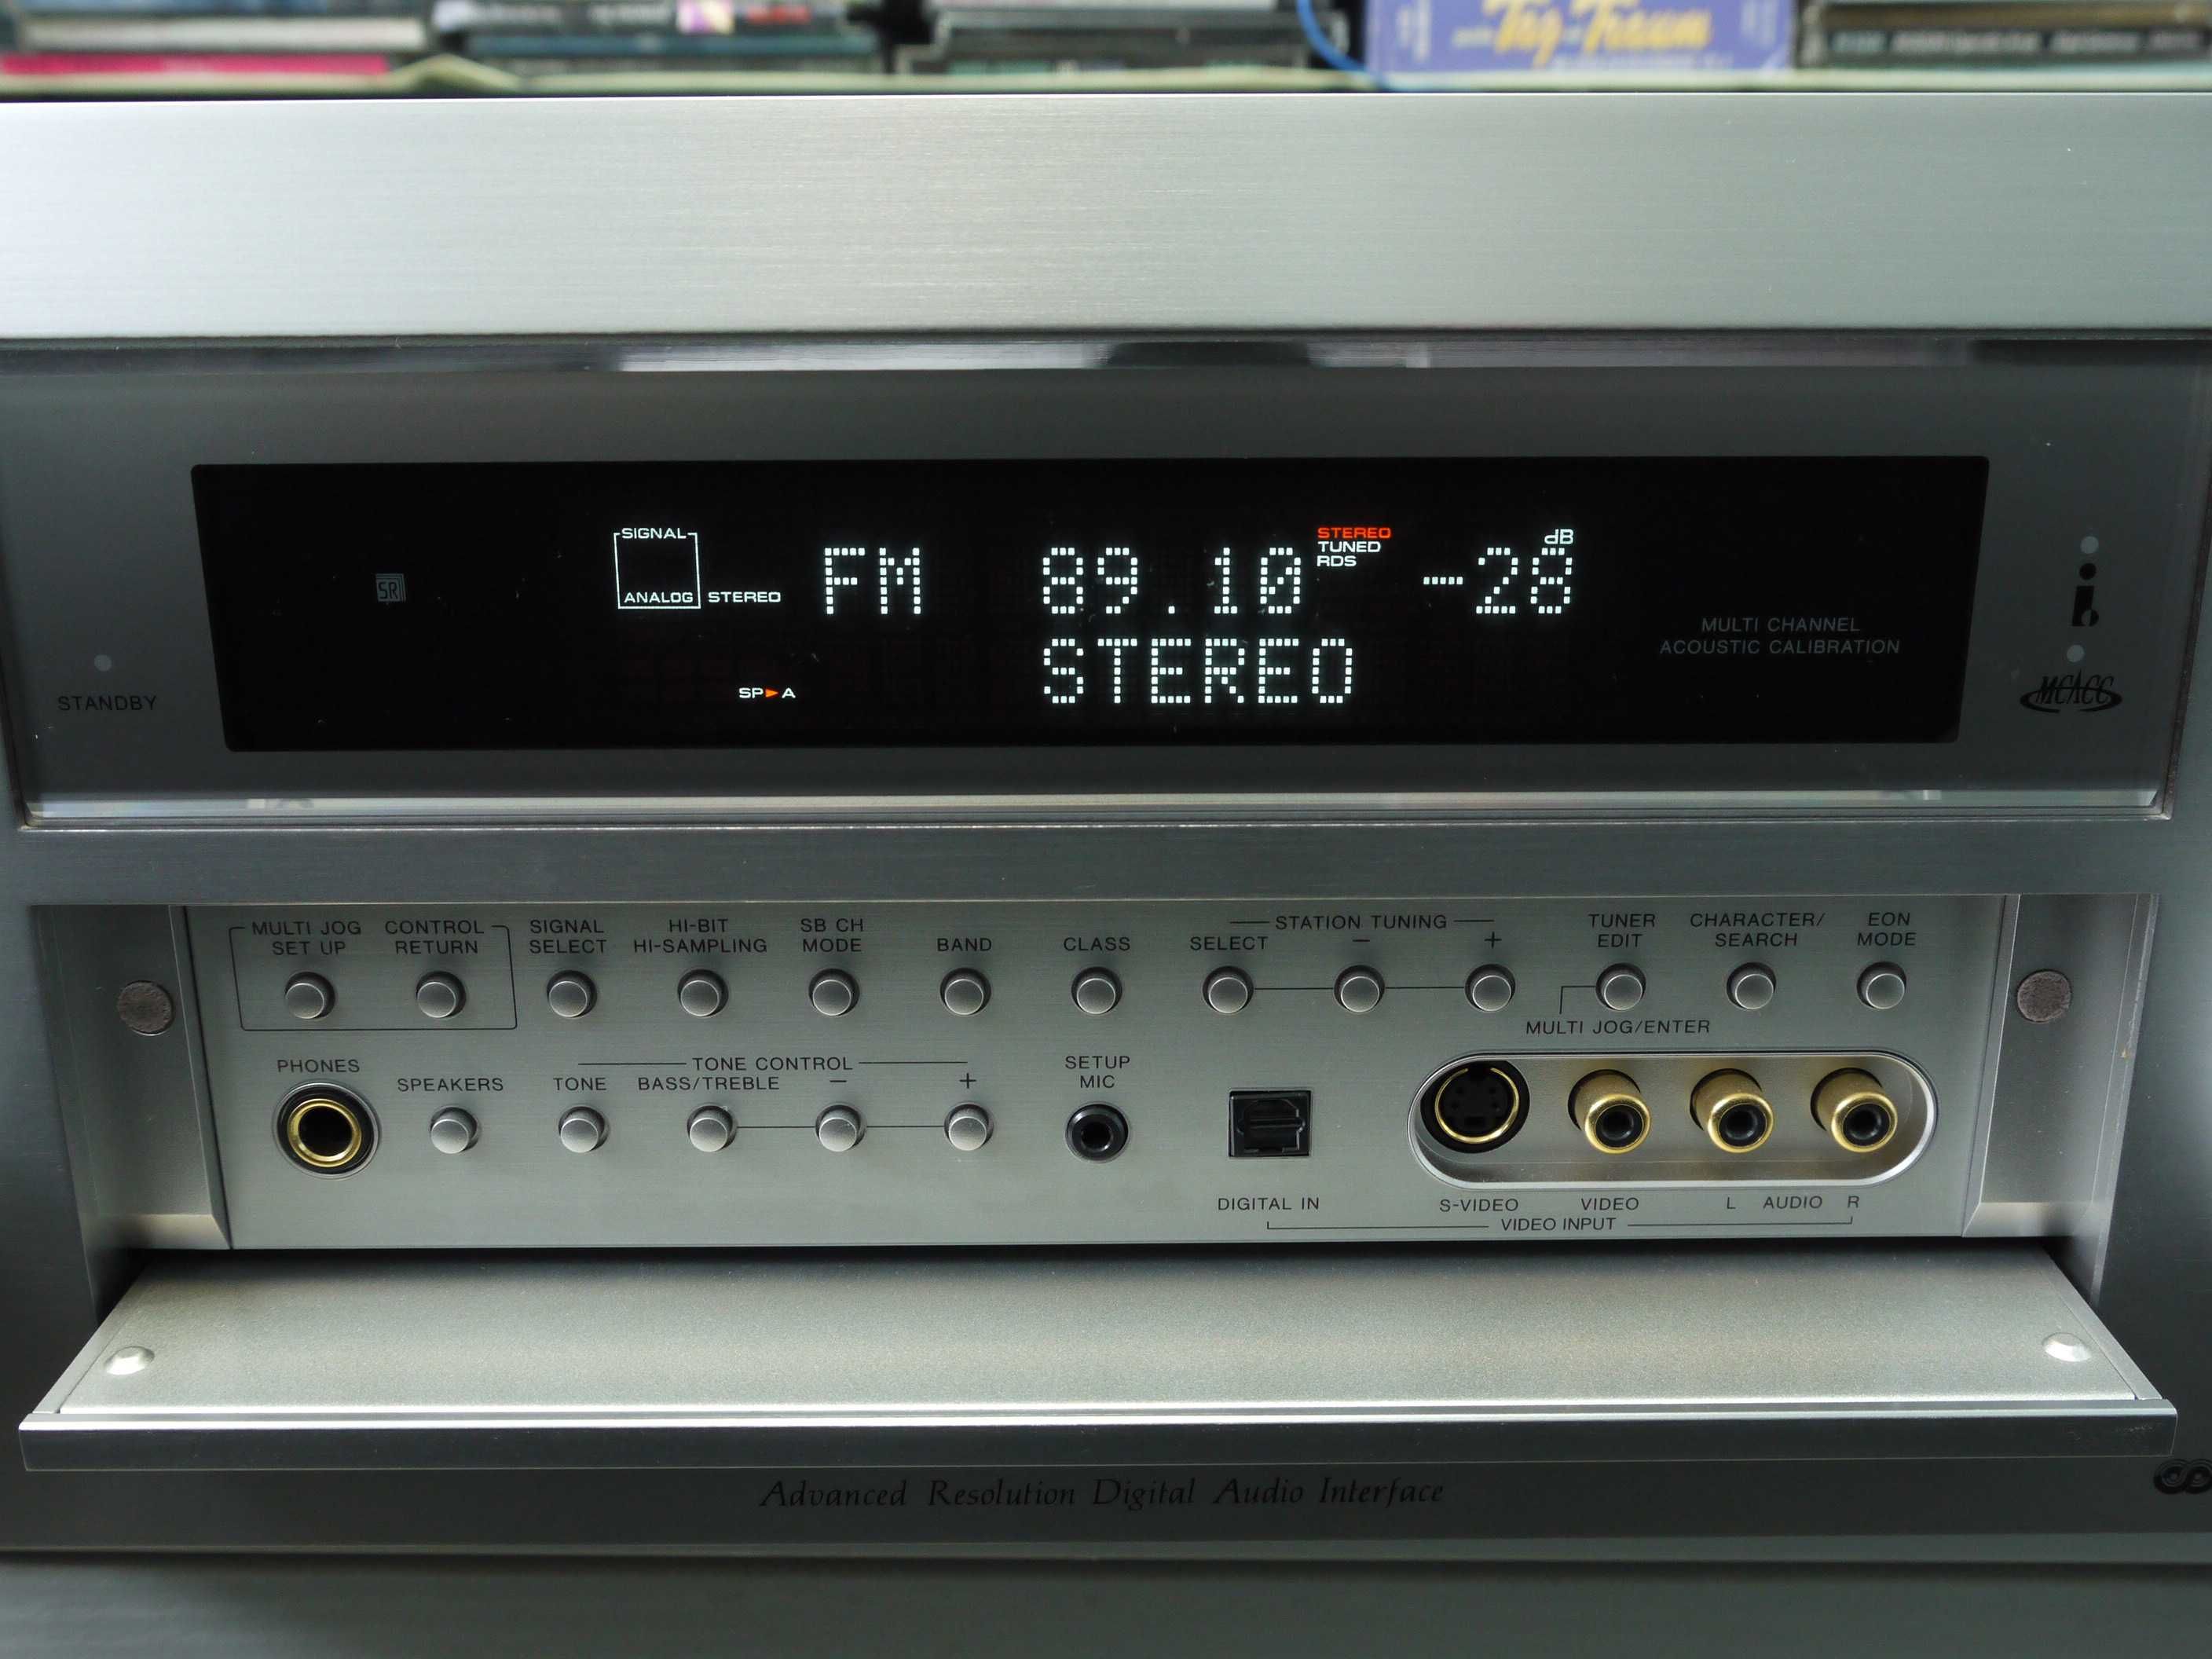 Tag Traum
SIGNAL
ANALOG STEREO
FM 89.10
STEREO
TUNED
RDS
dB
-28
SR
STEREO
SP►A
MULTI CHANNEL
ACOUSTIC CALIBRATION
STANDBY
MCACC
MULTI JOG
SET UP
CONTROL
RETURN
SIGNAL
SELECT
HI-BIT
HI-SAMPLING
SB CH
MODE
BAND
CLASS
STATION TUNING
SELECT - +
TUNER
EDIT
CHARACTER/
SEARCH
EON
MODE
MULTI JOG/ENTER
PHONES
SPEAKERS
TONE CONTROL
TONE BASS/TREBLE - +
SETUP
MIC
DIGITAL IN
S-VIDEO VIDEO L AUDIO R
VIDEO INPUT
Advanced Resolution Digital Audio Interface